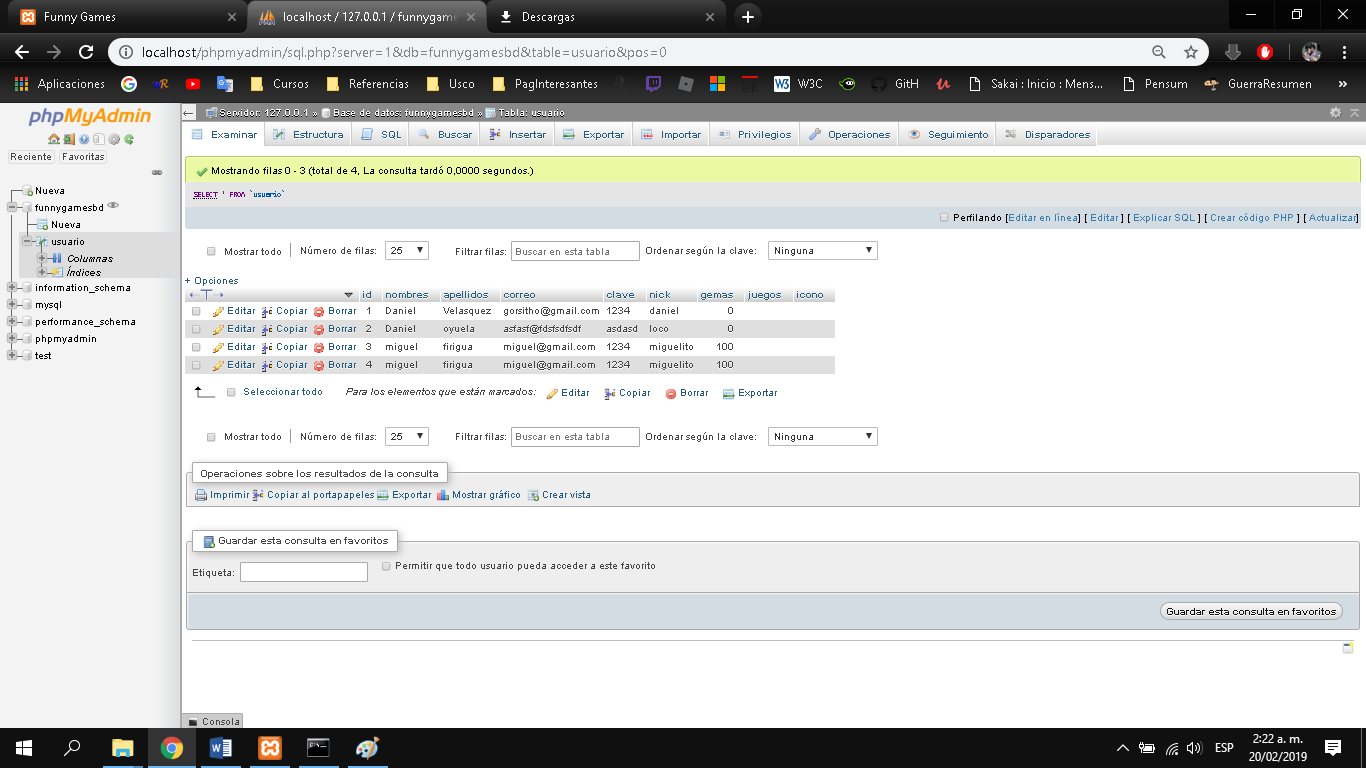 Funny Games
localhost / 127.0.0.1 / funnygame
Descargas
localhost/phpmyadmin/sql.php?server=1&db=funnygamesbd&table=usuario&pos=0
Aplicaciones Cursos Referencias Usco PagInteresantes W3C GitH Sakai : Inicio : Mens... Pensum GuerraResumen »
phpMyAdmin
Reciente Favoritas
Nueva
funnygamesbd
Nueva
usuario
Columnas
Índices
information_schema
mysql
performance_schema
phpmyadmin
test
Servidor: 127.0.0.1 » Base de datos: funnygamesbd » Tabla: usuario
Examinar Estructura SQL Buscar Insertar Exportar Importar Privilegios Operaciones Seguimiento Disparadores
Mostrando filas 0 - 3 (total de 4, La consulta tardó 0,0000 segundos.)
SELECT * FROM `usuario`
Perfilando [Editar en línea] [ Editar ] [ Explicar SQL ] [ Crear código PHP ] [ Actualizar]
Mostrar todo | Número de filas: 25 Filtrar filas: Buscar en esta tabla Ordenar según la clave: Ninguna
+ Opciones
←T→ id nombres apellidos correo clave nick gemas juegos icono
Editar Copiar Borrar 1 Daniel Velasquez gorsitho@gmail.com 1234 daniel 0
Editar Copiar Borrar 2 Daniel oyuela asfasf@fdsfsdfsdf asdasd loco 0
Editar Copiar Borrar 3 miguel firigua miguel@gmail.com 1234 miguelito 100
Editar Copiar Borrar 4 miguel firigua miguel@gmail.com 1234 miguelito 100
Seleccionar todo Para los elementos que están marcados: Editar Copiar Borrar Exportar
Mostrar todo | Número de filas: 25 Filtrar filas: Buscar en esta tabla Ordenar según la clave: Ninguna
Operaciones sobre los resultados de la consulta
Imprimir Copiar al portapapeles Exportar Mostrar gráfico Crear vista
Guardar esta consulta en favoritos
Etiqueta: Permitir que todo usuario pueda acceder a este favorito
Guardar esta consulta en favoritos
Consola
ESP
2:22 a. m.
20/02/2019